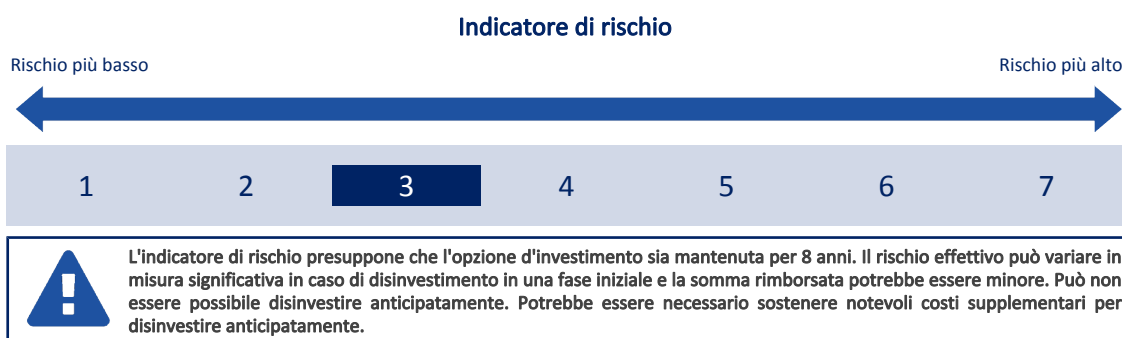 Indicatore di rischio
Rischio più basso
Rischio più alto
1 2 3 4 5 6 7
L'indicatore di rischio presuppone che l'opzione d'investimento sia mantenuta per 8 anni. Il rischio effettivo può variare in
misura significativa in caso di disinvestimento in una fase iniziale e la somma rimborsata potrebbe essere minore. Può non
essere possibile disinvestire anticipatamente. Potrebbe essere necessario sostenere notevoli costi supplementari per
disinvestire anticipatamente.